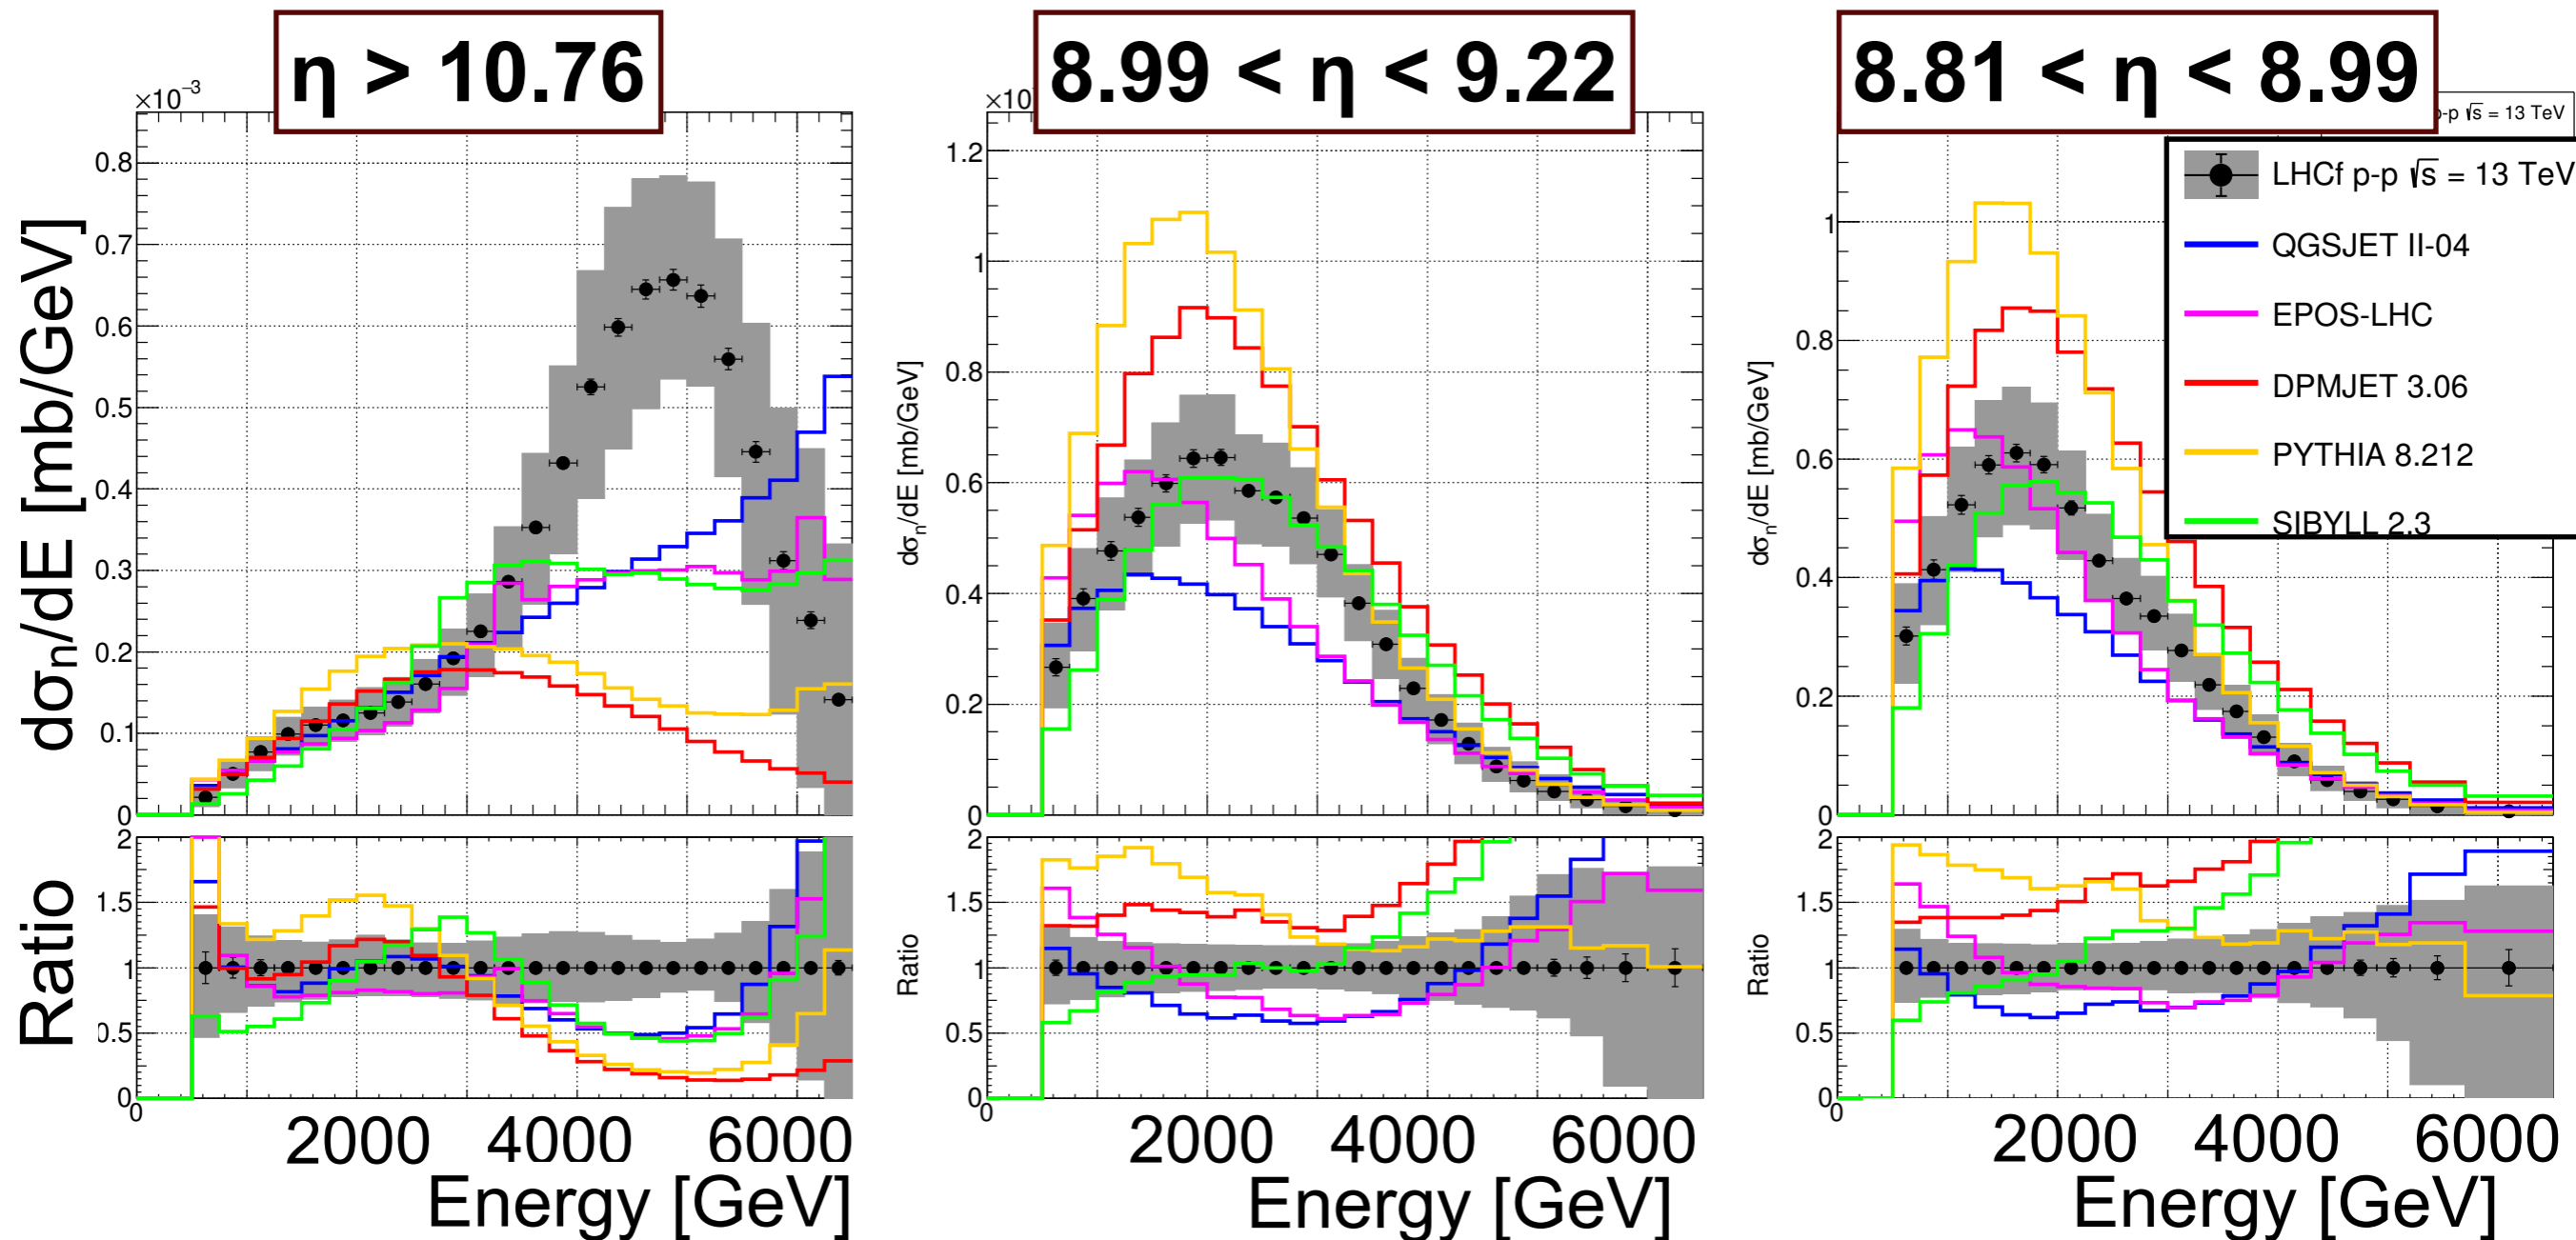 η > 10.76
8.99 < η < 9.22
8.81 < η < 8.99
×10⁻³
×10
p-p √s = 13 TeV
LHCf p-p √s = 13 TeV
QGSJET II-04
EPOS-LHC
DPMJET 3.06
PYTHIA 8.212
SIBYLL 2.3
dσn/dE [mb/GeV]
0.8
0.7
0.6
0.5
0.4
0.3
0.2
0.1
0
dσn/dE [mb/GeV]
1.2
1
0.8
0.6
0.4
0.2
0
dσn/dE [mb/GeV]
1
0.8
0.6
0.4
0.2
0
Ratio
2
1.5
1
0.5
0
Ratio
2
1.5
1
0.5
0
Ratio
2
1.5
1
0.5
0
0 2000 4000 6000
0 2000 4000 6000
0 2000 4000 6000
Energy [GeV]
Energy [GeV]
Energy [GeV]